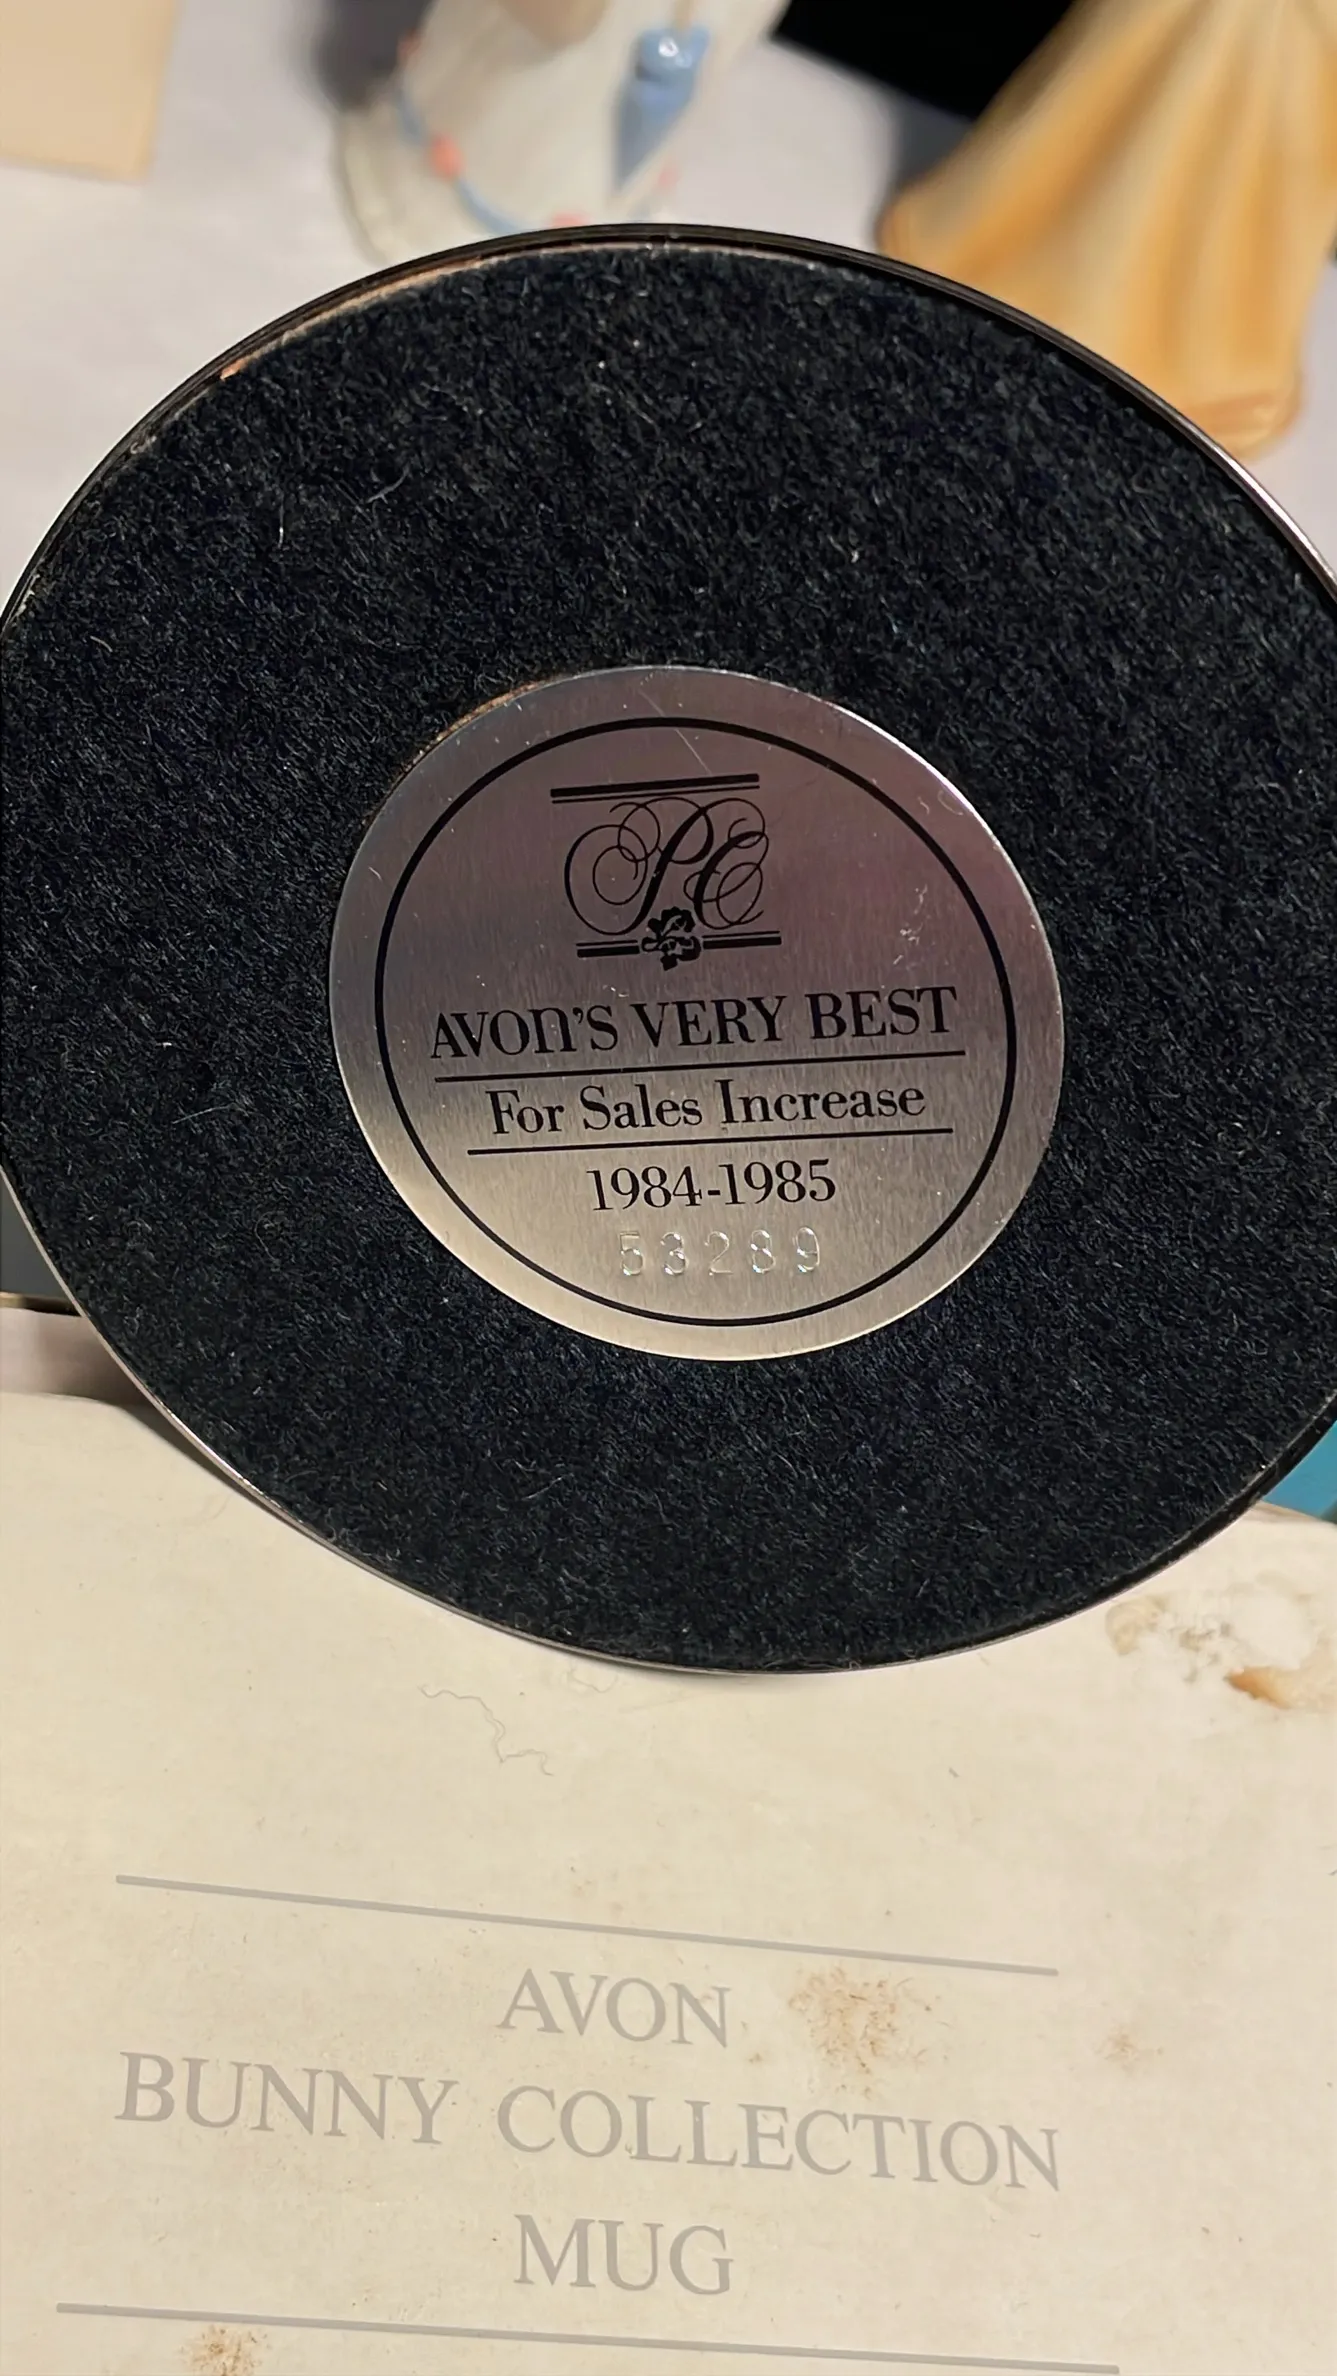 PC
AVON'S VERY BEST
For Sales Increase
1984-1985
53289
AVON
BUNNY COLLECTION
MUG